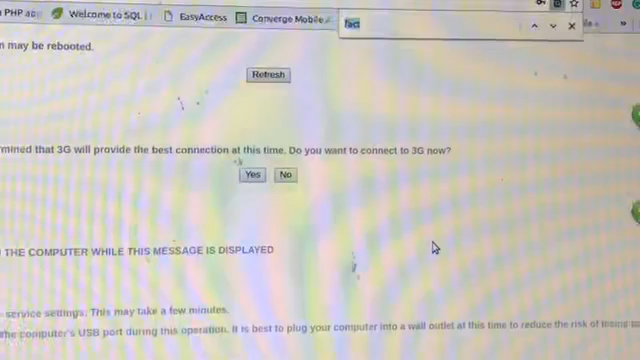 PHP
Welcome to SQL
EasyAccess
Converge Mobile
fact
n may be rebooted.
Refresh
mined that 3G will provide the best connection at this time. Do you want to connect to 3G now?
Yes No
THE COMPUTER WHILE THIS MESSAGE IS DISPLAYED
service settings. This may take a few minutes.
the computer's USB port during this operation. It is best to plug your computer into a wall outlet at this time to reduce the risk of